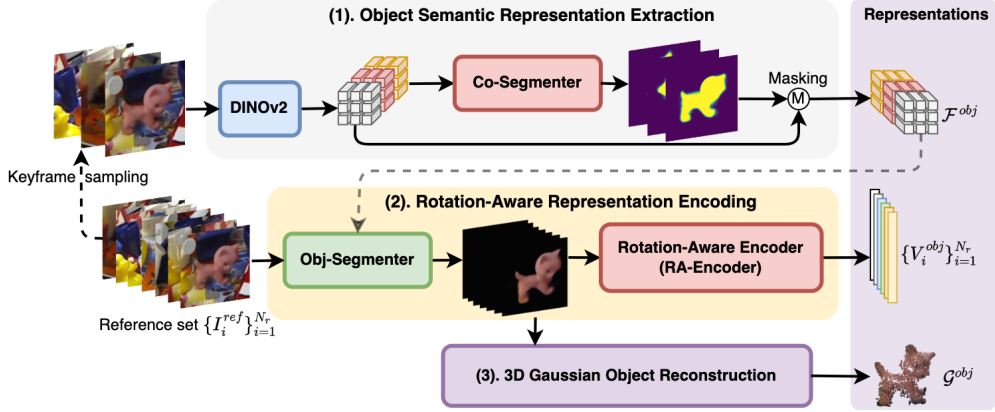 (1). Object Semantic Representation Extraction
Representations
DINOv2
Co-Segmenter
Masking
M
$\mathcal{F}^{obj}$
Keyframe sampling
(2). Rotation-Aware Representation Encoding
Obj-Segmenter
Rotation-Aware Encoder
(RA-Encoder)
$\{V_i^{obj}\}_{i=1}^{N_r}$
Reference set $\{I_i^{ref}\}_{i=1}^{N_r}$
(3). 3D Gaussian Object Reconstruction
$\mathcal{G}^{obj}$